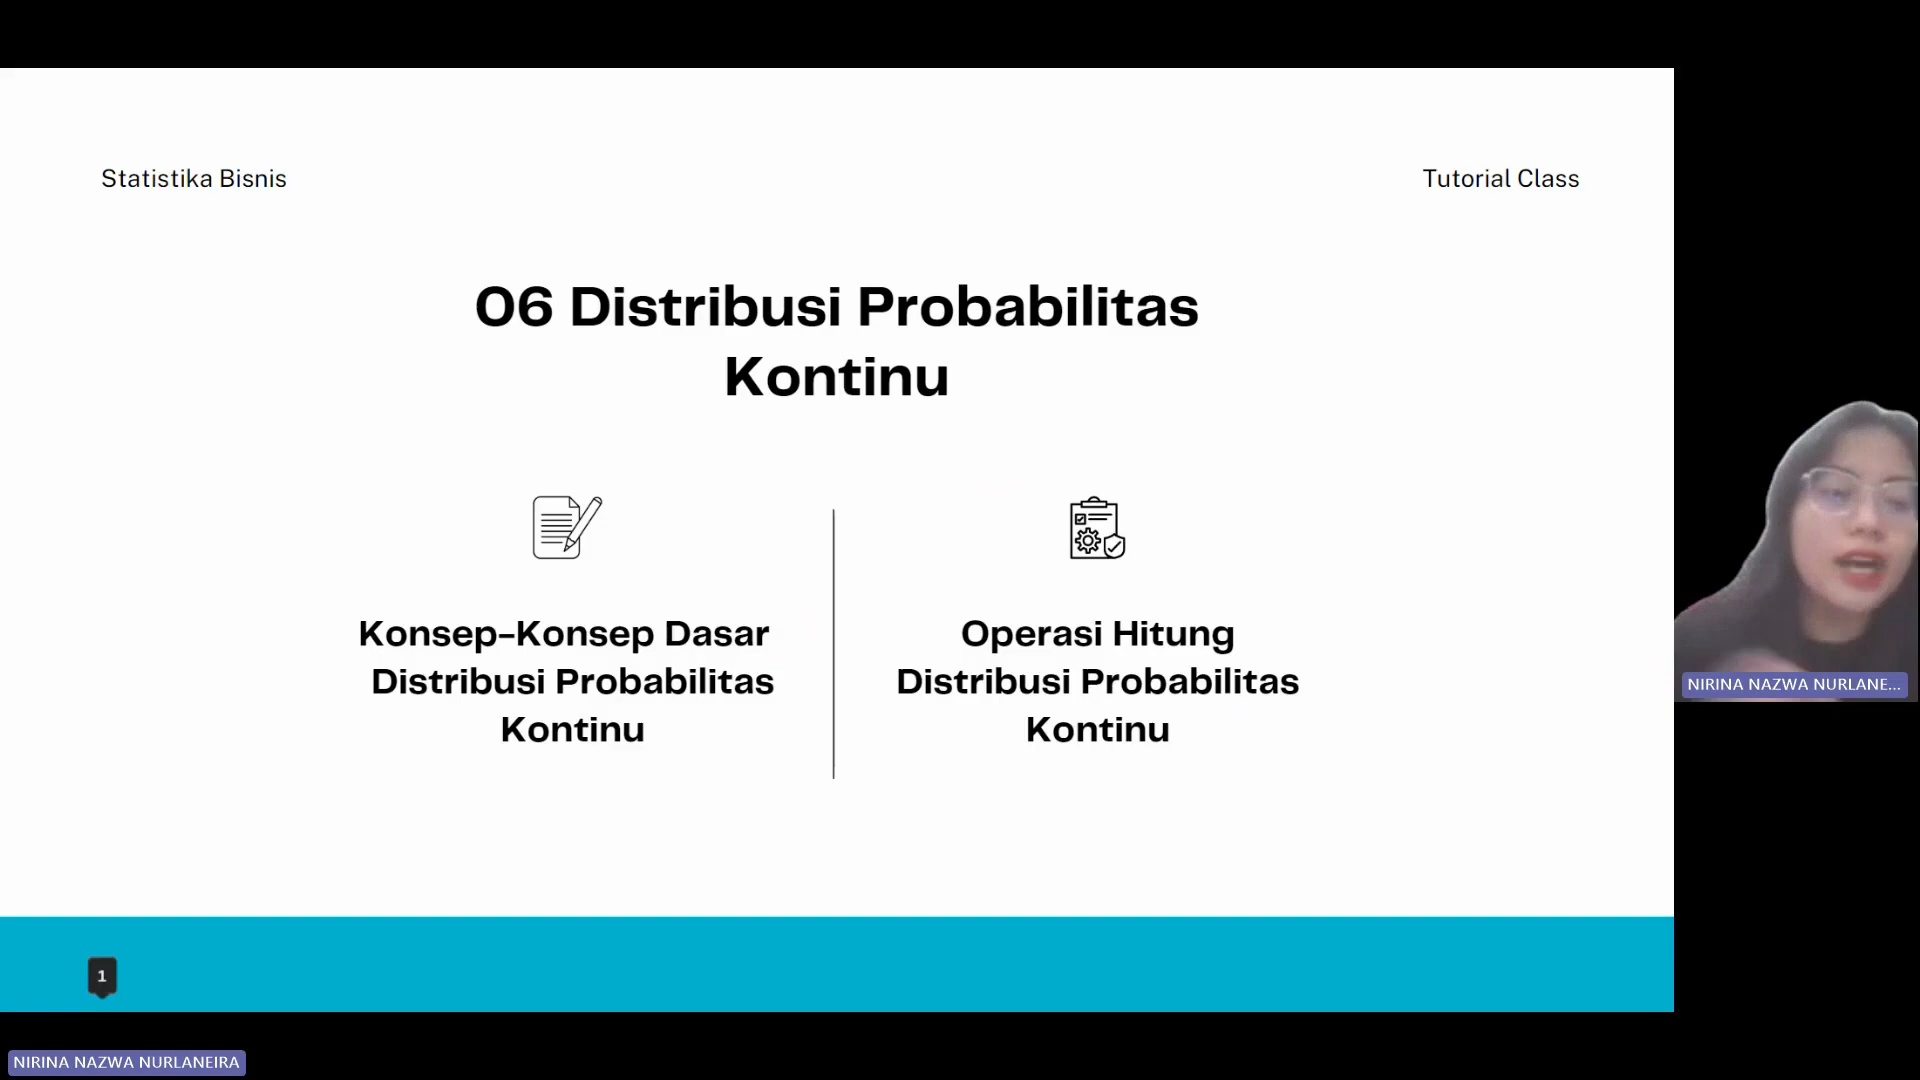 Statistika Bisnis
Tutorial Class
06 Distribusi Probabilitas
Kontinu
Konsep-Konsep Dasar
Distribusi Probabilitas
Kontinu
Operasi Hitung
Distribusi Probabilitas
Kontinu
NIRINA NAZWA NURLANE...
1
NIRINA NAZWA NURLANEIRA